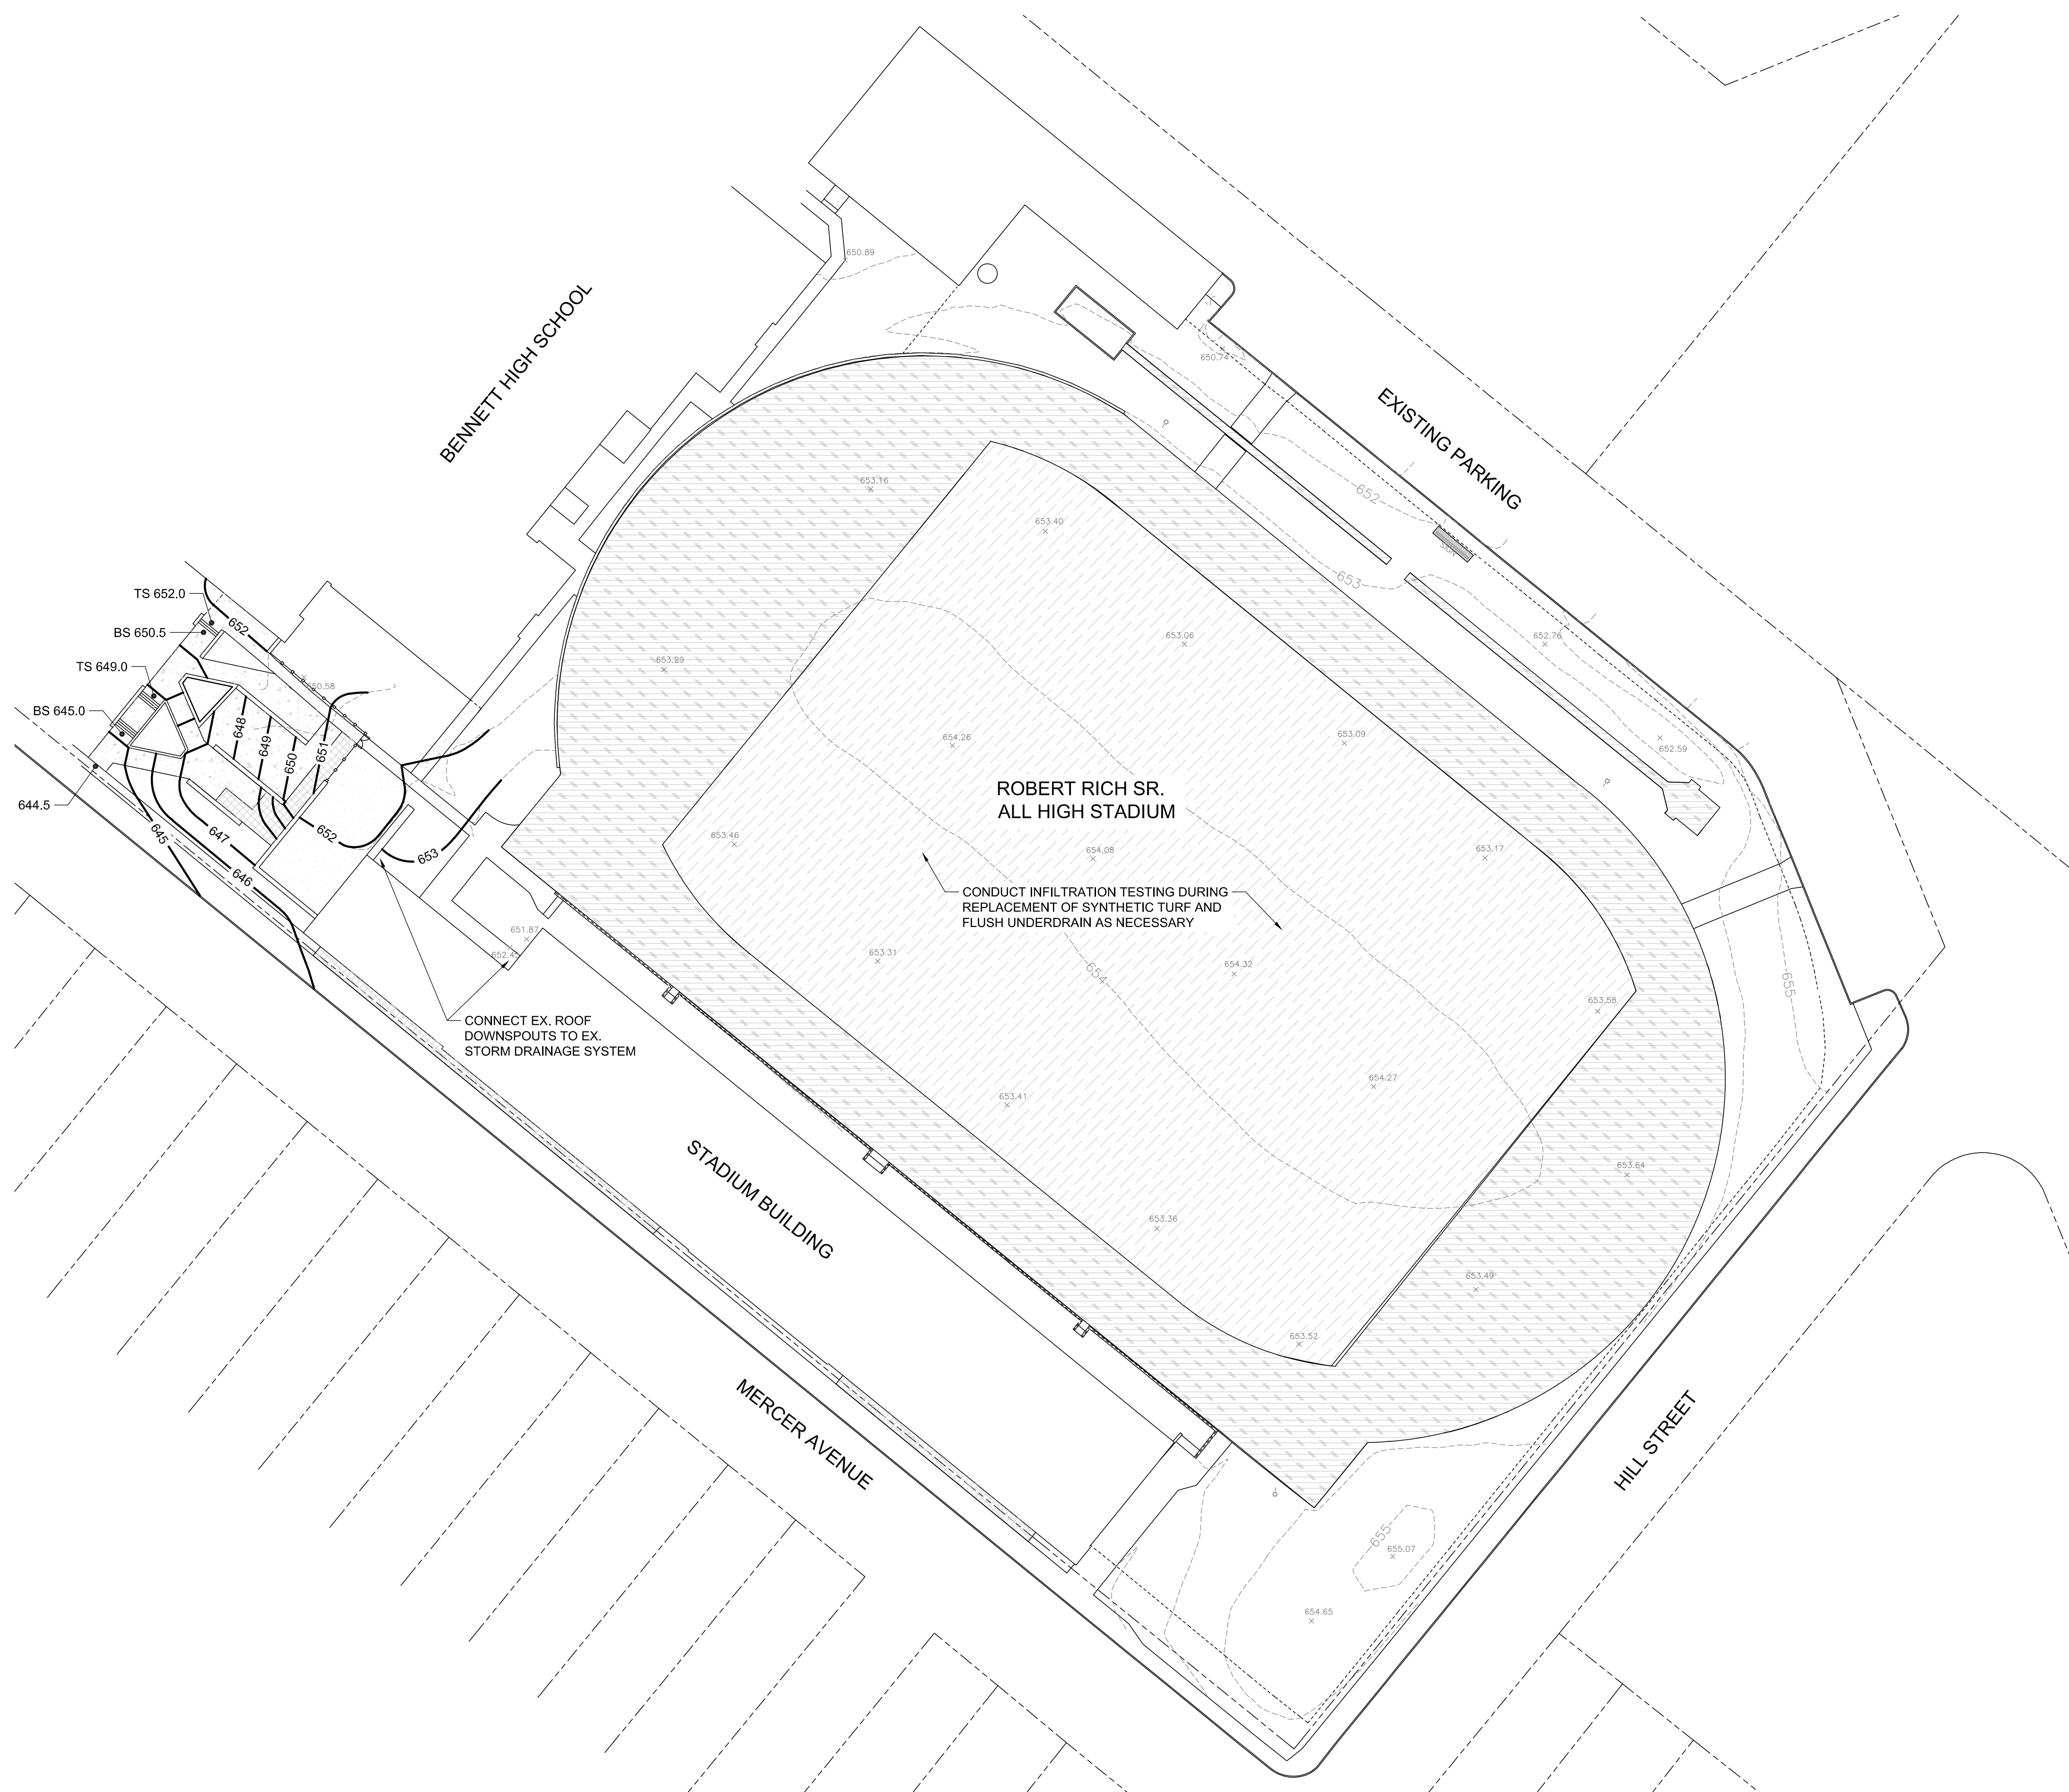 650.89
BENNETT HIGH SCHOOL
650.74
EXISTING PARKING
653.16
652
653.40
653
TS 652.0
652
BS 650.5
653.06
652.76
TS 649.0
653.29
650.58
BS 645.0
648
649
650
651
654.26
653.09
652.59
644.5
ROBERT RICH SR.
ALL HIGH STADIUM
645
647
652
653
653.46
654.08
653.17
646
CONDUCT INFILTRATION TESTING DURING
REPLACEMENT OF SYNTHETIC TURF AND
FLUSH UNDERDRAIN AS NECESSARY
651.87
653.31
654
654.32
655
653.58
CONNECT EX. ROOF
DOWNSPOUTS TO EX.
STORM DRAINAGE SYSTEM
653.41
654.27
STADIUM BUILDING
653.64
653.36
653.49
653.52
MERCER AVENUE
HILL STREET
655
655.07
654.65